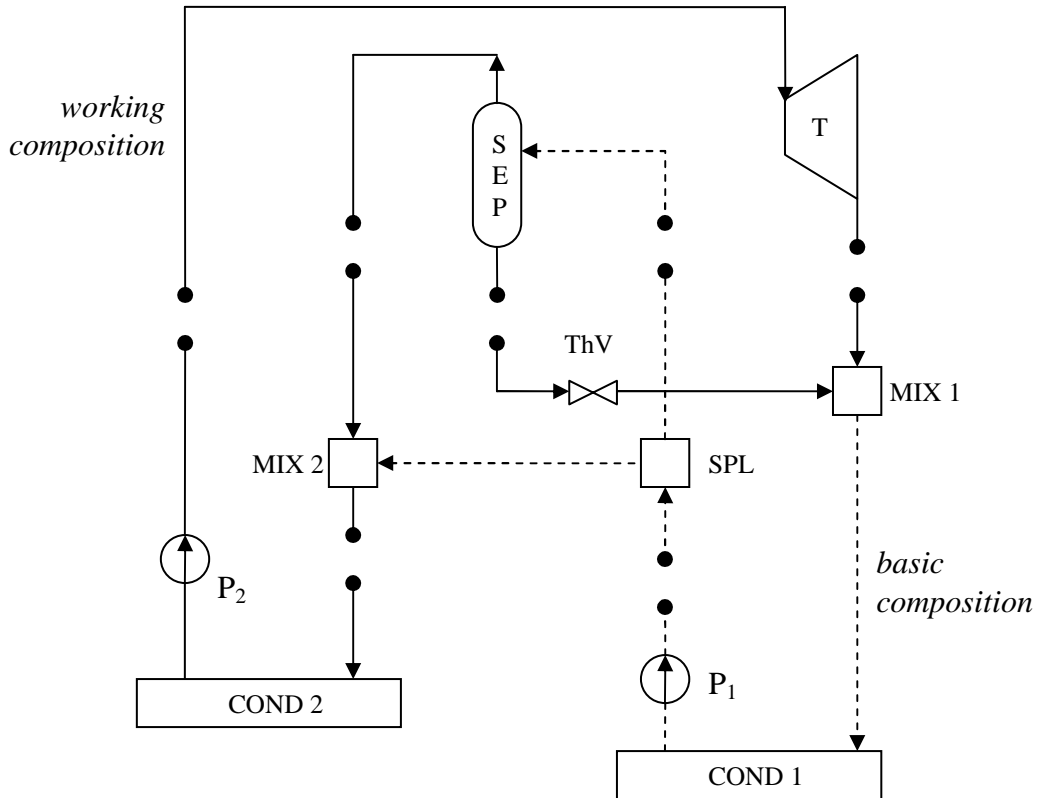 working
composition
S
E
P
T
ThV
MIX 1
MIX 2
SPL
basic
composition
P₂
P₁
COND 2
COND 1